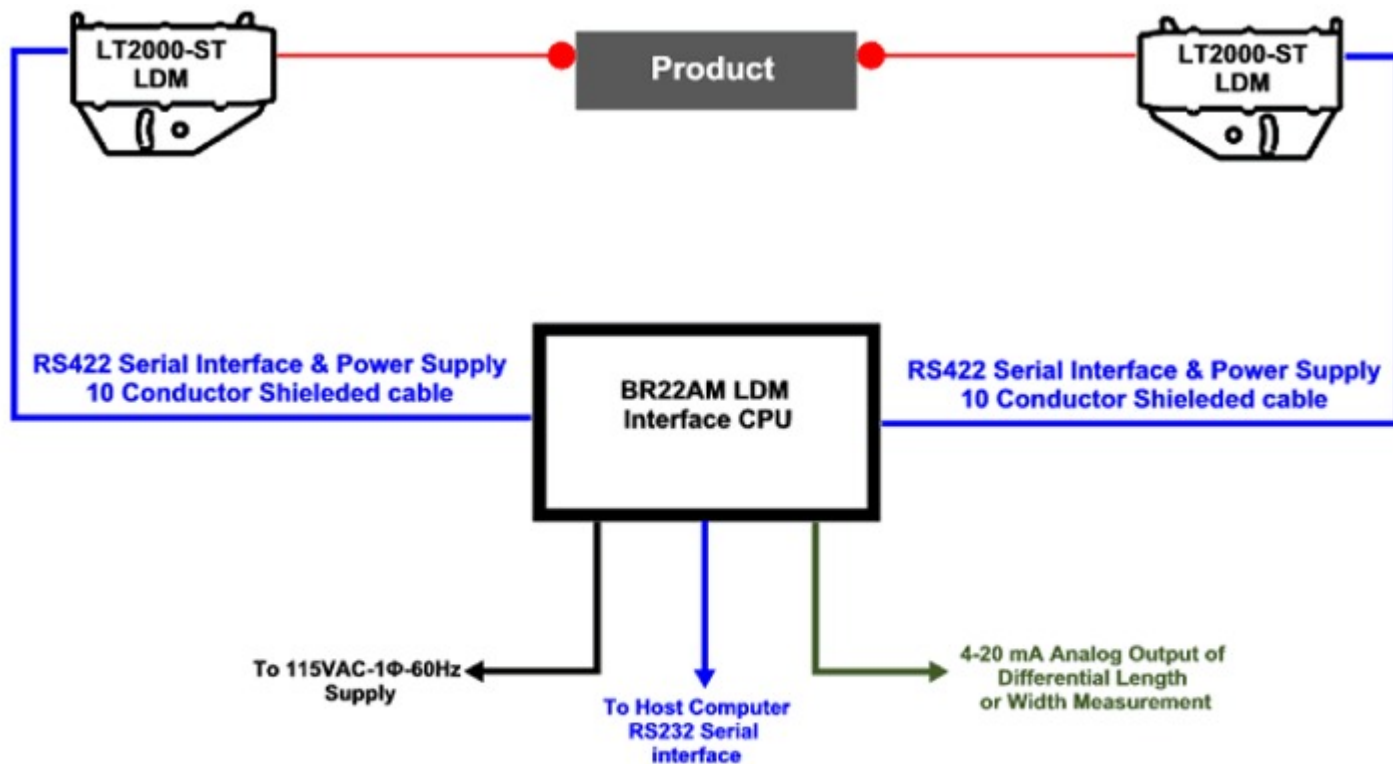 LT2000-ST
LDM
Product
LT2000-ST
LDM
RS422 Serial Interface & Power Supply
10 Conductor Shieleded cable
BR22AM LDM
Interface CPU
RS422 Serial Interface & Power Supply
10 Conductor Shieleded cable
To 115VAC-1Φ-60Hz
Supply
To Host Computer
RS232 Serial
interface
4-20 mA Analog Output of
Differential Length
or Width Measurement